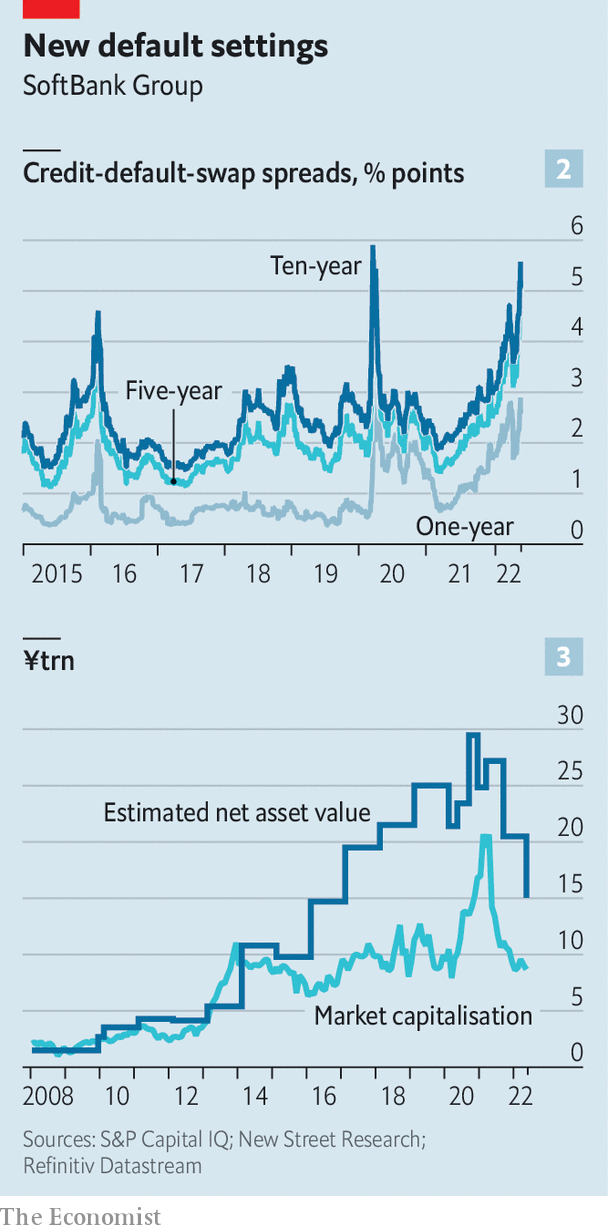 New default settings
SoftBank Group
Credit-default-swap spreads, % points
2
6
Ten-year
5
4
Five-year
3
2
1
One-year
0
2015 16 17 18 19 20 21 22
¥trn
3
30
25
Estimated net asset value
20
15
10
Market capitalisation
5
0
2008 10 12 14 16 18 20 22
Sources: S&P Capital IQ; New Street Research;
Refinitiv Datastream
The Economist